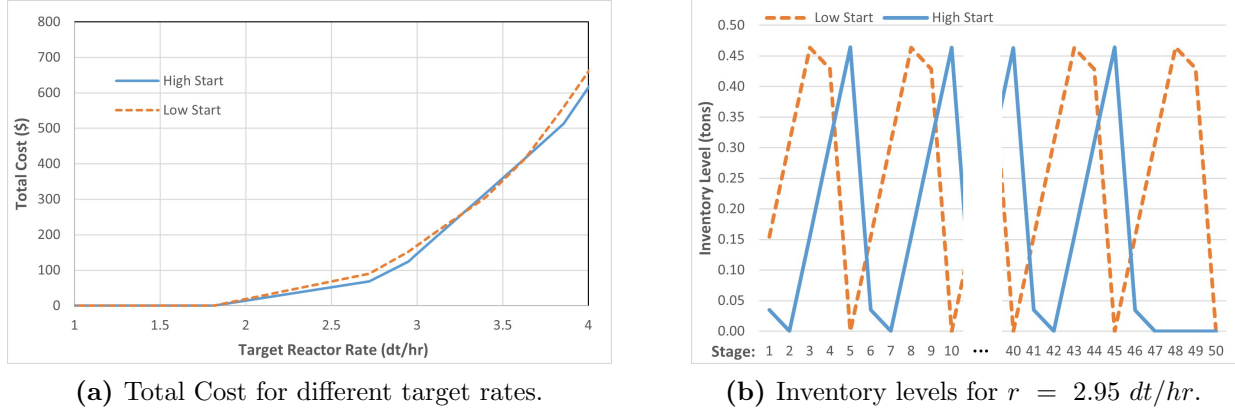 800
700
600
500
400
300
200
100
0
Total Cost ($)
High Start
Low Start
1 1.5 2 2.5 3 3.5 4
Target Reactor Rate (dt/hr)
(a) Total Cost for different target rates.
Low Start High Start
0.50
0.45
0.40
0.35
0.30
0.25
0.20
0.15
0.10
0.05
0.00
Inventory Level (tons)
Stage: 1 2 3 4 5 6 7 8 9 10 ••• 40 41 42 43 44 45 46 47 48 49 50
(b) Inventory levels for r = 2.95 dt/hr.